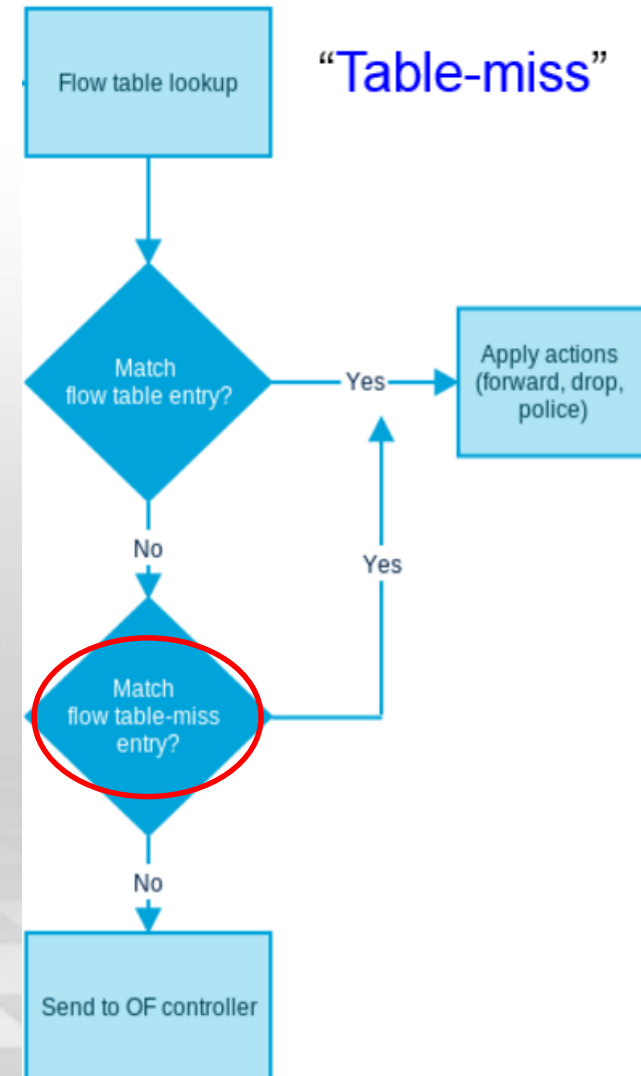 Flow table lookup
“Table-miss”
Match
flow table entry?
Yes
Apply actions
(forward, drop,
police)
No
Yes
Match
flow table-miss
entry?
No
Send to OF controller